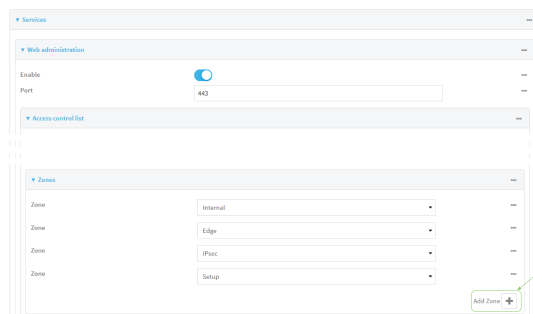 Services
Web administration
Enable
Port 443
Access control list
Zones
Zone Internal
Zone Edge
Zone IPsec
Zone Setup
Add Zone